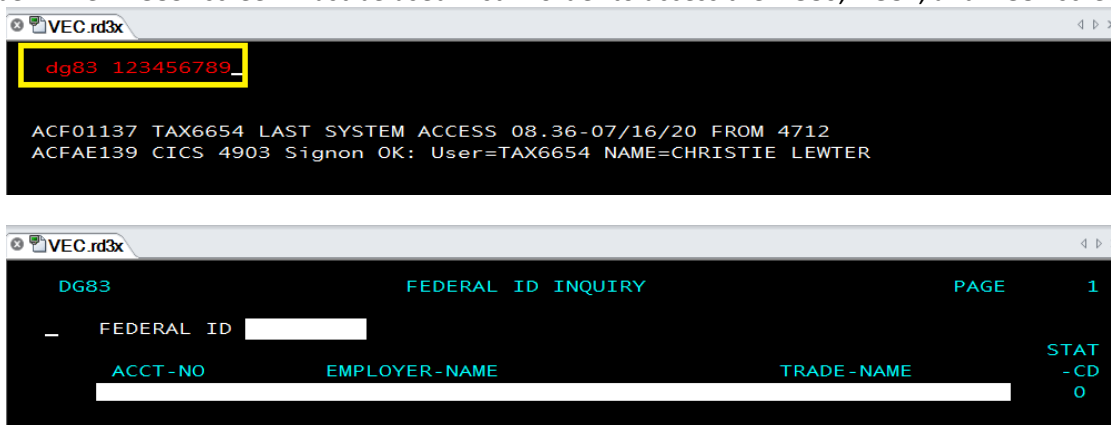 VEC.rd3x
dg83 123456789_
ACF01137 TAX6654 LAST SYSTEM ACCESS 08.36-07/16/20 FROM 4712
ACFAE139 CICS 4903 Signon OK: User=TAX6654 NAME=CHRISTIE LEWTER
VEC.rd3x
DG83 FEDERAL ID INQUIRY PAGE 1
_ FEDERAL ID
STAT
ACCT-NO EMPLOYER-NAME TRADE-NAME -CD
0